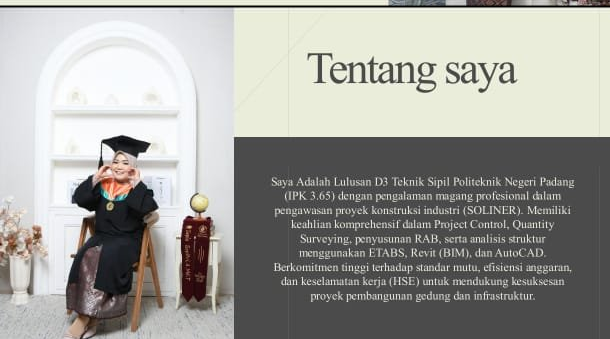 Tentang saya
Saya Adalah Lulusan D3 Teknik Sipil Politeknik Negeri Padang
(IPK 3.65) dengan pengalaman magang profesional dalam
pengawasan proyek konstruksi industri (SOLINER). Memiliki
keahlian komprehensif dalam Project Control, Quantity
Surveying, penyusunan RAB, serta analisis struktur
menggunakan ETABS, Revit (BIM), dan AutoCAD.
Berkomitmen tinggi terhadap standar mutu, efisiensi anggaran,
dan keselamatan kerja (HSE) untuk mendukung kesuksesan
proyek pembangunan gedung dan infrastruktur.